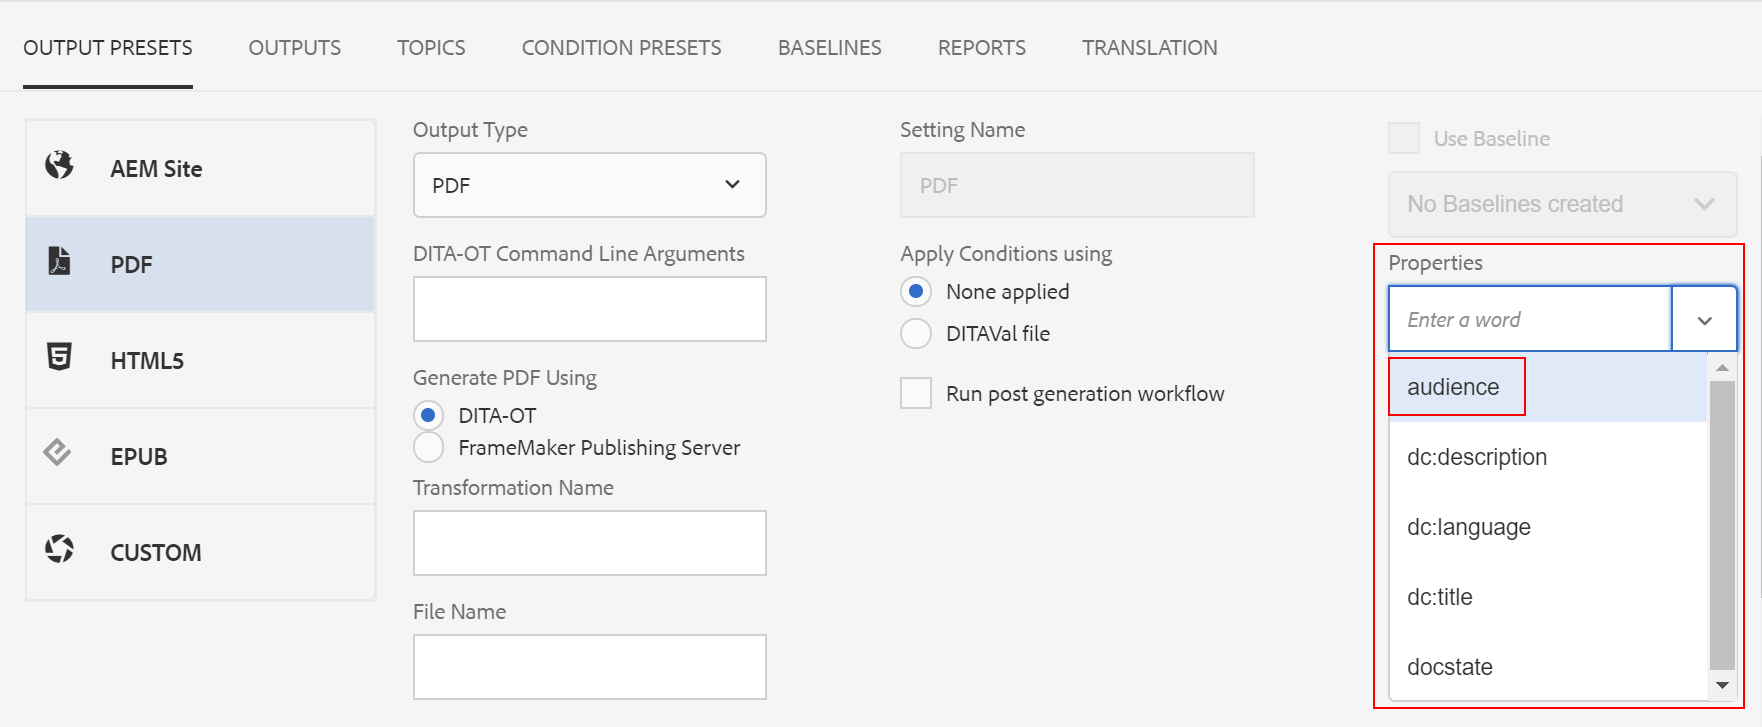 OUTPUT PRESETS OUTPUTS TOPICS CONDITION PRESETS BASELINES REPORTS TRANSLATION
AEM Site
PDF
HTML5
EPUB
CUSTOM
Output Type
PDF
DITA-OT Command Line Arguments
Generate PDF Using
DITA-OT
FrameMaker Publishing Server
Transformation Name
File Name
Setting Name
PDF
Apply Conditions using
None applied
DITAVal file
Run post generation workflow
Use Baseline
No Baselines created
Properties
Enter a word
audience
dc:description
dc:language
dc:title
docstate